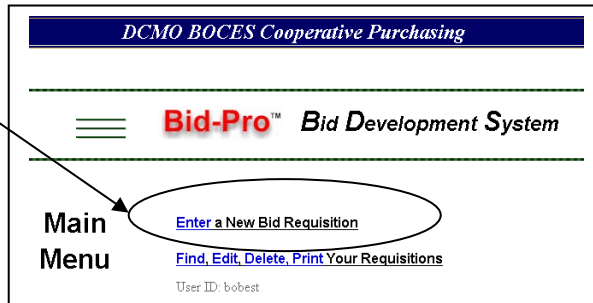 DCMO BOCES Cooperative Purchasing
Bid-Pro™ Bid Development System
Main Menu
Enter a New Bid Requisition
Find, Edit, Delete, Print Your Requisitions
User ID: bobest